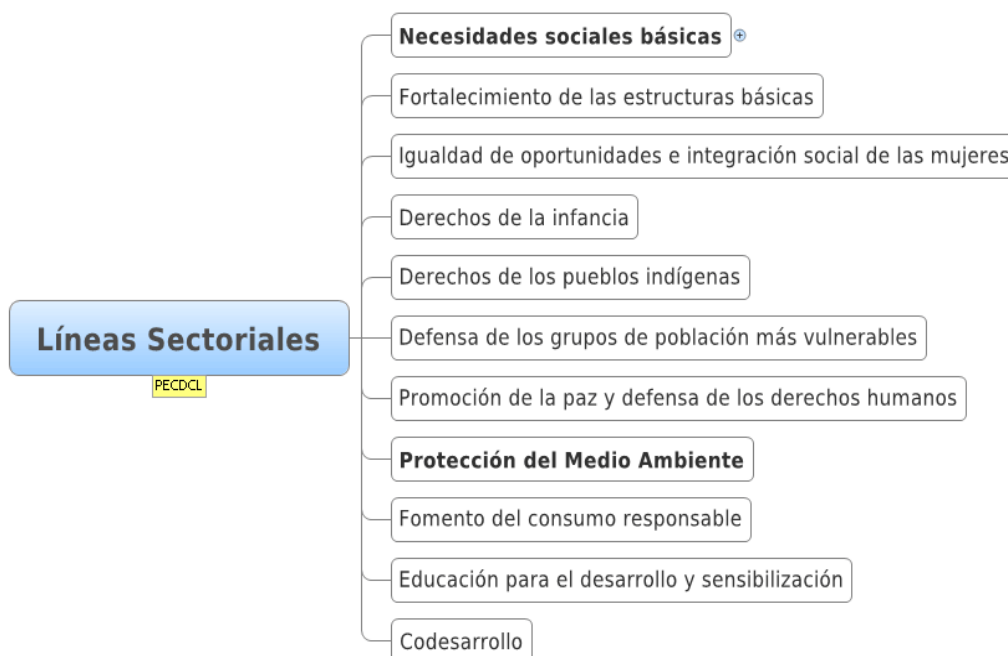 Necesidades sociales básicas
Fortalecimiento de las estructuras básicas
Igualdad de oportunidades e integración social de las mujeres
Derechos de la infancia
Derechos de los pueblos indígenas
Líneas Sectoriales
PECDCL
Defensa de los grupos de población más vulnerables
Promoción de la paz y defensa de los derechos humanos
Protección del Medio Ambiente
Fomento del consumo responsable
Educación para el desarrollo y sensibilización
Codesarrollo